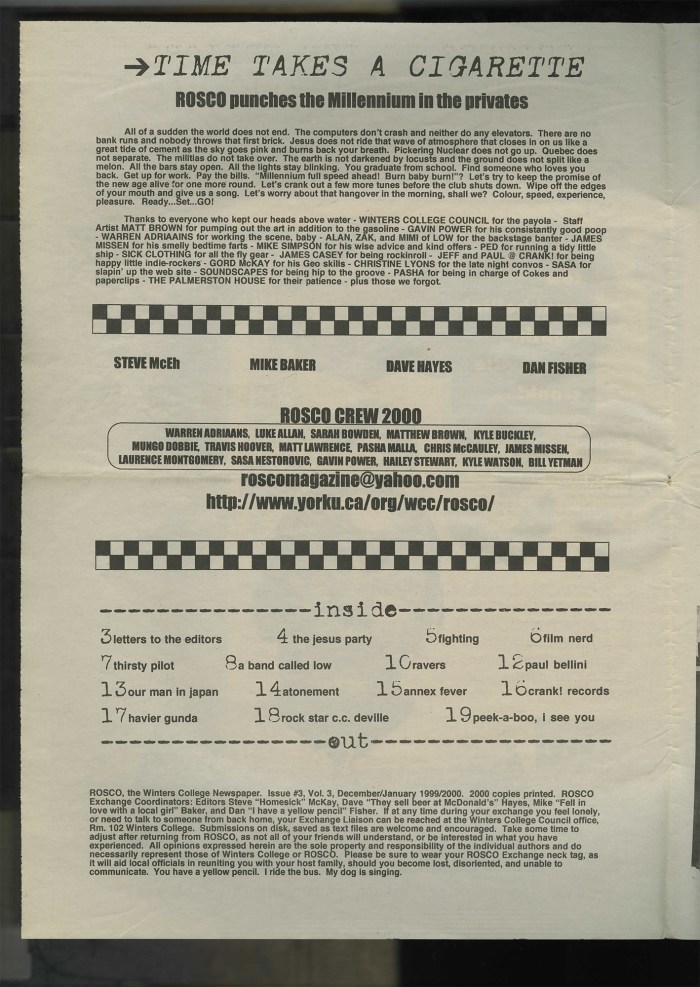 →TIME TAKES A CIGARETTE
ROSCO punches the Millennium in the privates
All of a sudden the world does not end. The computers don't crash and neither do any elevators. There are no
bank runs and nobody throws that first brick. Jesus does not ride that wave of atmosphere that closes in on us like a
great tide of cement as the sky goes pink and burns back your breath. Pickering Nuclear does not go up. Quebec does
not separate. The militias do not take over. The earth is not darkened by locusts and the ground does not split like a
melon. All the bars stay open. All the lights stay blinking. You graduate from school. Find someone who loves you
back. Get up for work. Pay the bills. "Millennium full speed ahead! Burn baby burn!"? Let's try to keep the promise of
the new age alive for one more round. Let's crank out a few more tunes before the club shuts down. Wipe off the edges
of your mouth and give us a song. Let's worry about that hangover in the morning, shall we? Colour, speed, experience,
pleasure. Ready...Set...GO!
Thanks to everyone who kept our heads above water - WINTERS COLLEGE COUNCIL for the payola - Staff
Artist MATT BROWN for pumping out the art in addition to the gasoline - GAVIN POWER for his consistantly good poop
- WARREN ADRIAAINS for working the scene, baby - ALAN, ZAK, and MIMI of LOW for the backstage banter - JAMES
MISSEN for his smelly bedtime farts - MIKE SIMPSON for his wise advice and kind offers - PED for running a tidy little
ship - SICK CLOTHING for all the fly gear - JAMES CASEY for being rockinroll - JEFF and PAUL @ CRANK! for being
happy little indie-rockers - GORD McKAY for his Geo skills - CHRISTINE LYONS for the late night convos - SASA for
slapin' up the web site - SOUNDSCAPES for being hip to the groove - PASHA for being in charge of Cokes and
paperclips - THE PALMERSTON HOUSE for their patience - plus those we forgot.
STEVE McEh MIKE BAKER DAVE HAYES DAN FISHER
ROSCO CREW 2000
WARREN ADRIAANS, LUKE ALLAN, SARAH BOWDEN, MATTHEW BROWN, KYLE BUCKLEY,
MUNGO DOBBIE, TRAVIS HOOVER, MATT LAWRENCE, PASHA MALLA, CHRIS McCAULEY, JAMES MISSEN,
LAURENCE MONTGOMERY, SASA NESTOROVIC, GAVIN POWER, HAILEY STEWART, KYLE WATSON, BILL YETMAN
roscomagazine@yahoo.com
http://www.yorku.ca/org/wcc/rosco/
----------------inside----------------
3letters to the editors 4 the jesus party 5fighting 6film nerd
7thirsty pilot 8a band called low 10ravers 12paul bellini
13our man in japan 14atonement 15annex fever 16crank! records
17havier gunda 18rock star c.c. deville 19peek-a-boo, i see you
-----------------out------------------
ROSCO, the Winters College Newspaper. Issue #3, Vol. 3, December/January 1999/2000. 2000 copies printed. ROSCO
Exchange Coordinators: Editors Steve "Homesick" McKay, Dave "They sell beer at McDonald's" Hayes, Mike "Fell in
love with a local girl" Baker, and Dan "I have a yellow pencil" Fisher. If at any time during your exchange you feel lonely,
or need to talk to someone from back home, your Exchange Liaison can be reached at the Winters College Council office,
Rm. 102 Winters College. Submissions on disk, saved as text files are welcome and encouraged. Take some time to
adjust after returning from ROSCO, as not all of your friends will understand, or be interested in what you have
experienced. All opinions expressed herein are the sole property and responsibility of the individual authors and do
necessarily represent those of Winters College or ROSCO. Please be sure to wear your ROSCO Exchange neck tag, as
it will aid local officials in reuniting you with your host family, should you become lost, disoriented, and unable to
communicate. You have a yellow pencil. I ride the bus. My dog is singing.